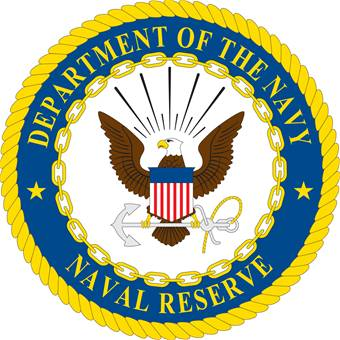 DEPARTMENT OF THE NAVY
NAVAL RESERVE